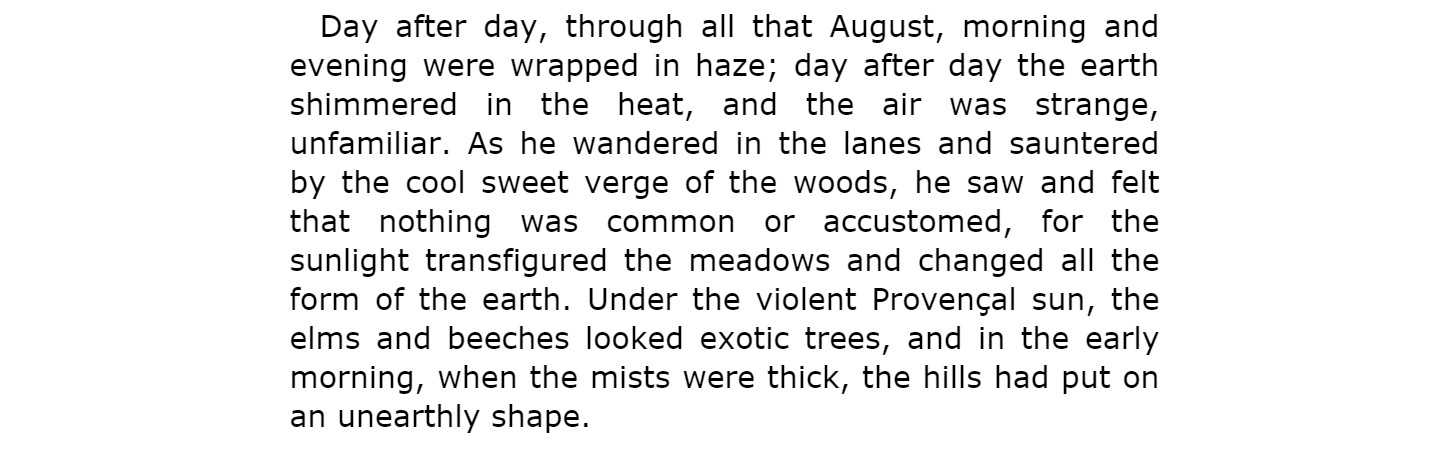 Day after day, through all that August, morning and
evening were wrapped in haze; day after day the earth
shimmered in the heat, and the air was strange,
unfamiliar. As he wandered in the lanes and sauntered
by the cool sweet verge of the woods, he saw and felt
that nothing was common or accustomed, for the
sunlight transfigured the meadows and changed all the
form of the earth. Under the violent Provençal sun, the
elms and beeches looked exotic trees, and in the early
morning, when the mists were thick, the hills had put on
an unearthly shape.